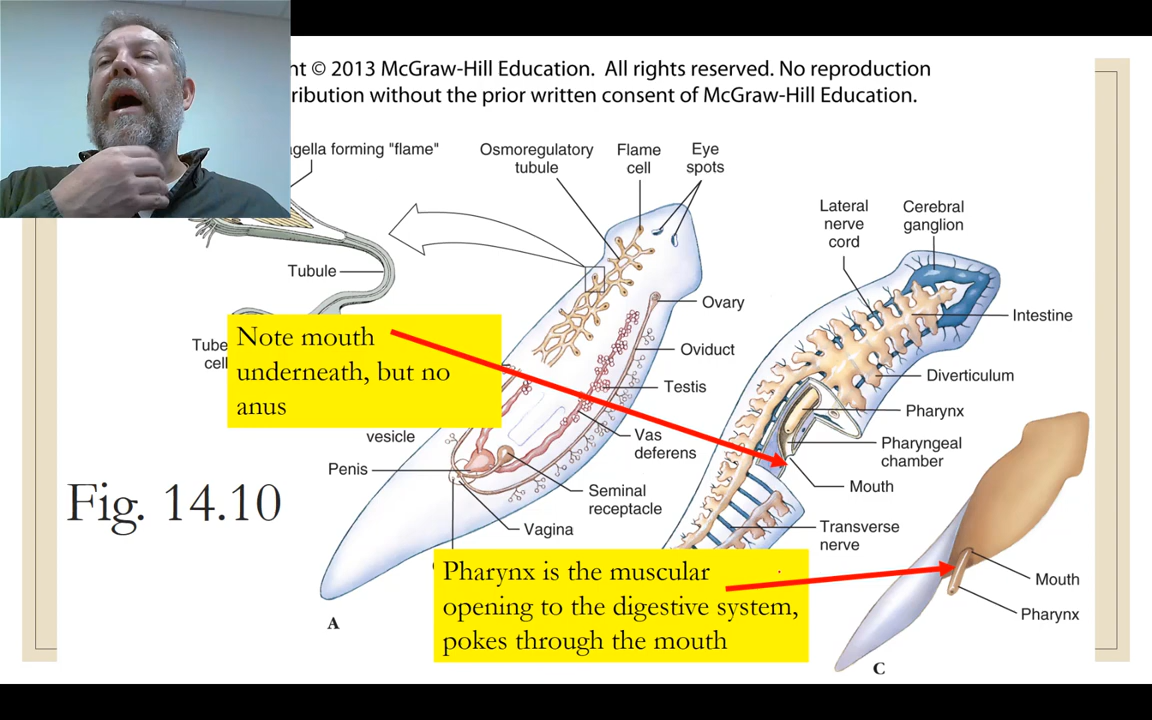 nt © 2013 McGraw-Hill Education. All rights reserved. No reproduction
ribution without the prior written consent of McGraw-Hill Education.
agella forming "flame"
Osmoregulatory
tubule
Flame
cell
Eye
spots
Lateral
nerve
cord
Cerebral
ganglion
Tubule
Ovary
Intestine
Tube
cell
Note mouth
underneath, but no
anus
Oviduct
Testis
Diverticulum
Pharynx
vesicle
Vas
deferens
Pharyngeal
chamber
Penis
Mouth
Fig. 14.10
Seminal
receptacle
Vagina
Transverse
nerve
Pharynx is the muscular
opening to the digestive system,
pokes through the mouth
Mouth
Pharynx
A
C